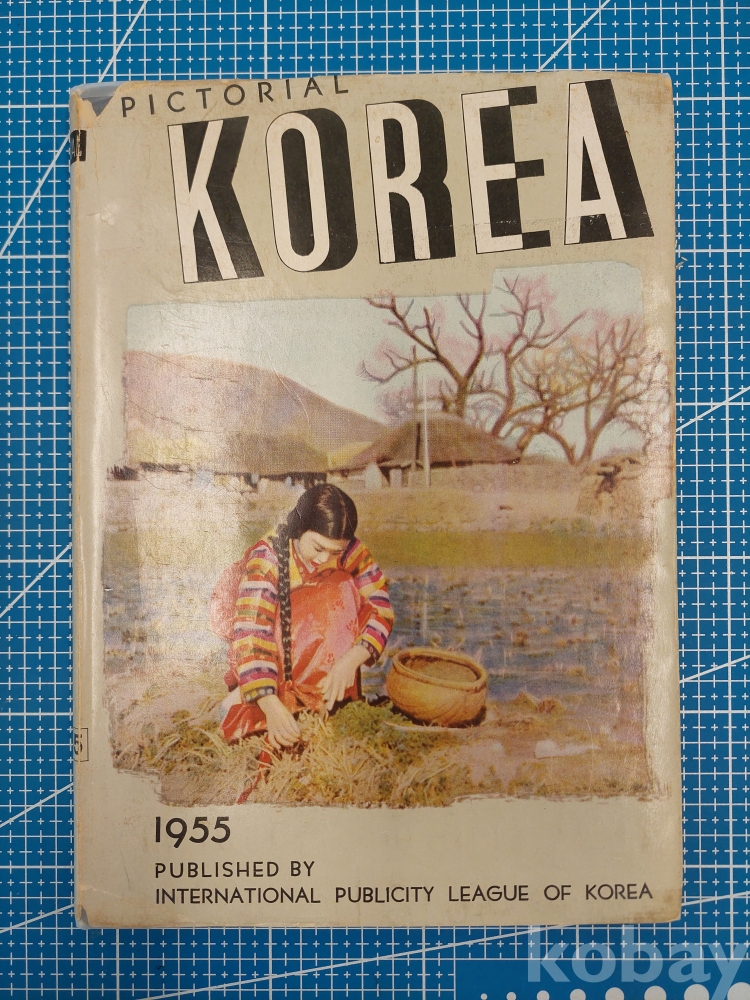 PICTORIAL
KOREA
1955
PUBLISHED BY
INTERNATIONAL PUBLICITY LEAGUE OF KOREA
kobay